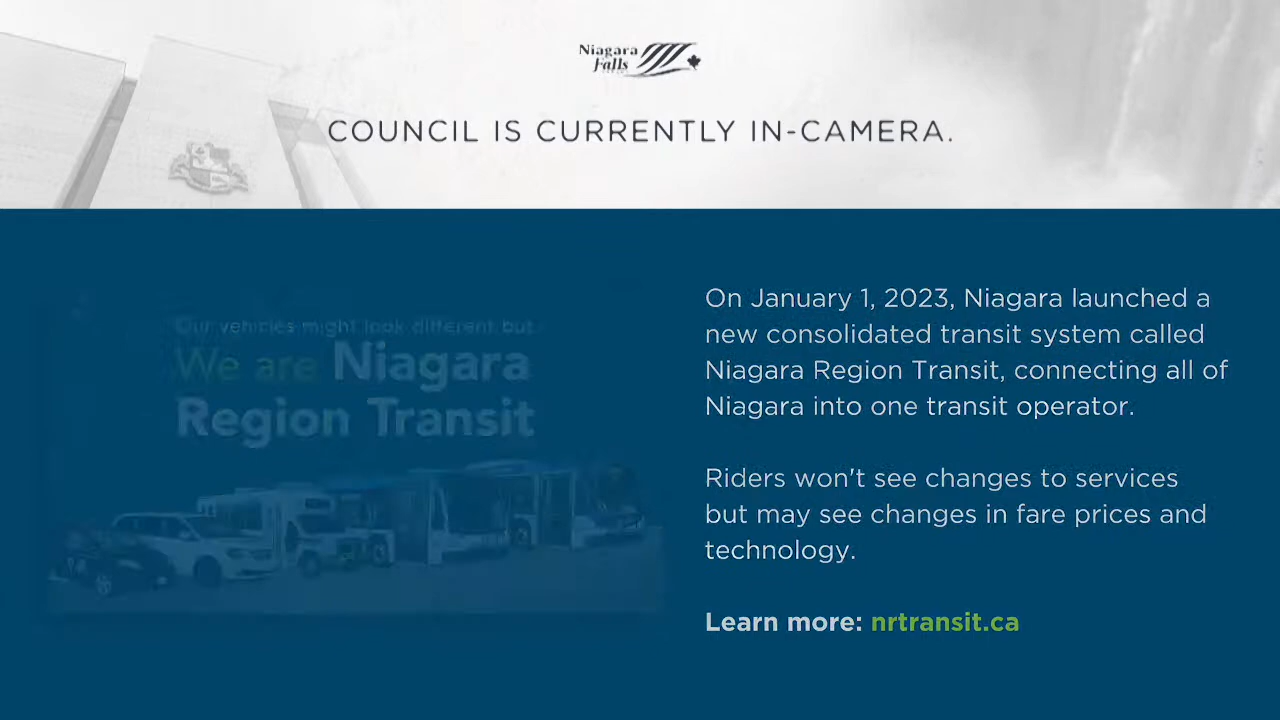 Niagara
Falls
COUNCIL IS CURRENTLY IN-CAMERA.
Our vehicles might look different but
We are Niagara
Region Transit
On January 1, 2023, Niagara launched a
new consolidated transit system called
Niagara Region Transit, connecting all of
Niagara into one transit operator.
Riders won't see changes to services
but may see changes in fare prices and
technology.
Learn more: nrtransit.ca